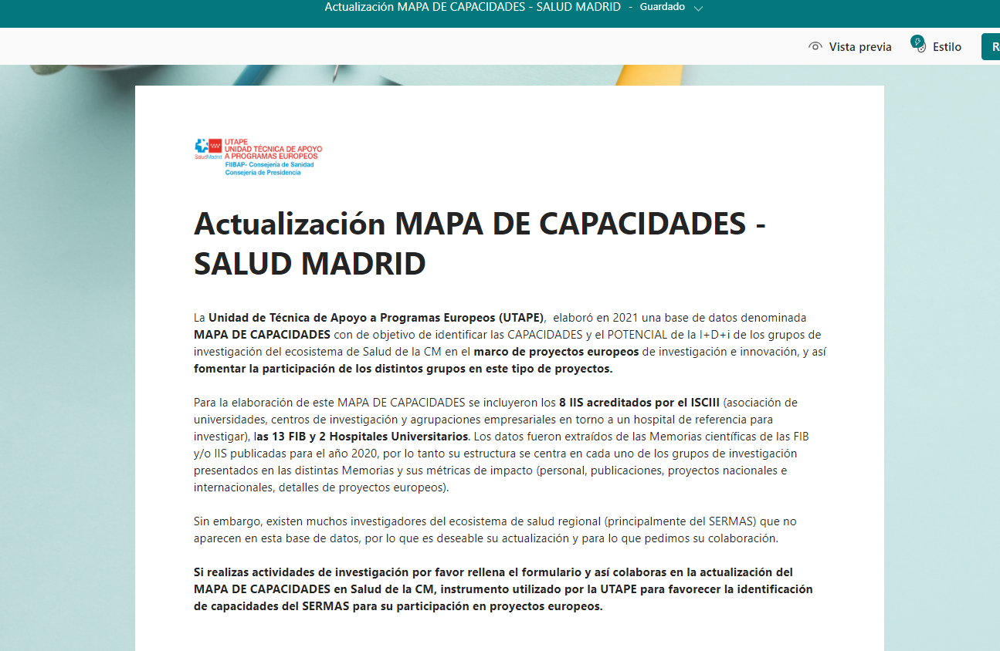 Actualización MAPA DE CAPACIDADES - SALUD MADRID - Guardado
Vista previa
Estilo
R
UTAPE
UNIDAD TÉCNICA DE APOYO
A PROGRAMAS EUROPEOS
SaludMadrid
FIIBAP- Consejería de Sanidad
Consejería de Presidencia
Actualización MAPA DE CAPACIDADES -
SALUD MADRID
La Unidad de Técnica de Apoyo a Programas Europeos (UTAPE),  elaboró en 2021 una base de datos denominada
MAPA DE CAPACIDADES con de objetivo de identificar las CAPACIDADES y el POTENCIAL de la I+D+i de los grupos de
investigación del ecosistema de Salud de la CM en el marco de proyectos europeos de investigación e innovación, y así
fomentar la participación de los distintos grupos en este tipo de proyectos.
Para la elaboración de este MAPA DE CAPACIDADES se incluyeron los 8 IIS acreditados por el ISCIII (asociación de
universidades, centros de investigación y agrupaciones empresariales en torno a un hospital de referencia para
investigar), las 13 FIB y 2 Hospitales Universitarios. Los datos fueron extraídos de las Memorias científicas de las FIB
y/o IIS publicadas para el año 2020, por lo tanto su estructura se centra en cada uno de los grupos de investigación
presentados en las distintas Memorias y sus métricas de impacto (personal, publicaciones, proyectos nacionales e
internacionales, detalles de proyectos europeos).
Sin embargo, existen muchos investigadores del ecosistema de salud regional (principalmente del SERMAS) que no
aparecen en esta base de datos, por lo que es deseable su actualización y para lo que pedimos su colaboración.
Si realizas actividades de investigación por favor rellena el formulario y así colaboras en la actualización del
MAPA DE CAPACIDADES en Salud de la CM, instrumento utilizado por la UTAPE para favorecer la identificación
de capacidades del SERMAS para su participación en proyectos europeos.